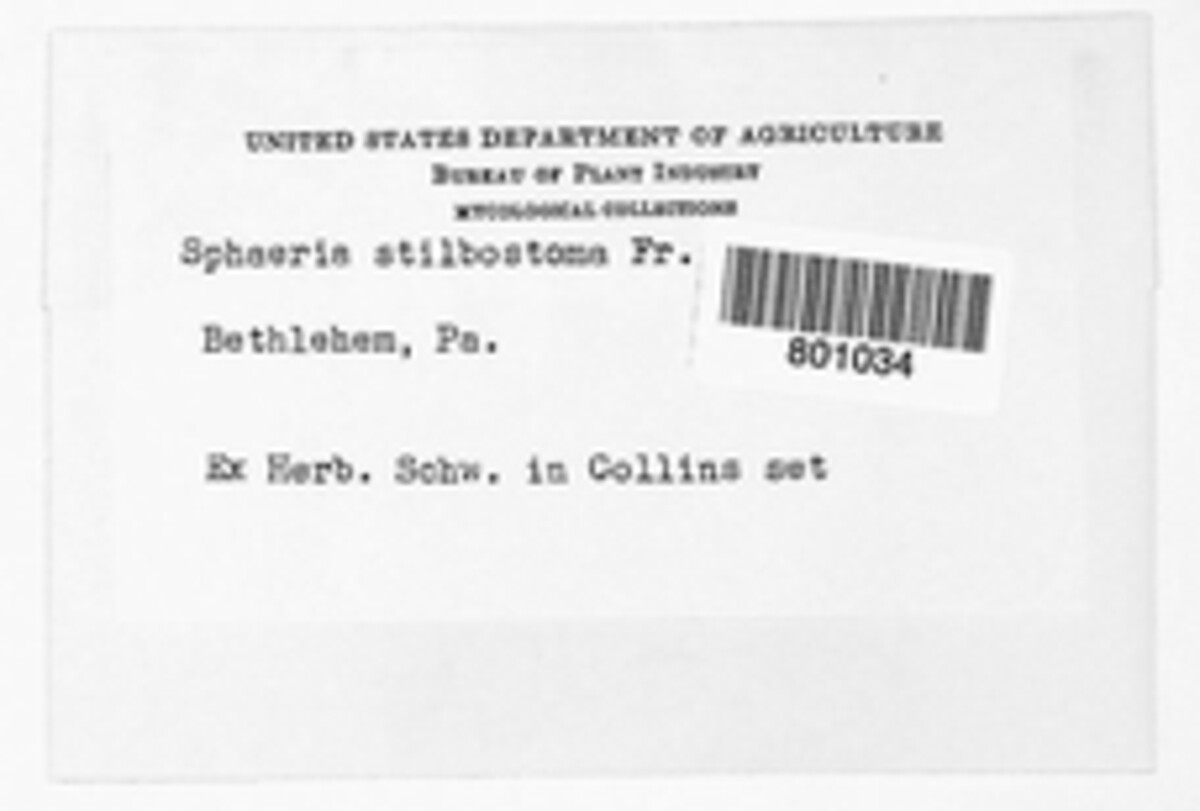 UNITED STATES DEPARTMENT OF AGRICULTURE
BUREAU OF PLANT INDUSTRY
MYCOLOGICAL COLLECTIONS
Sphaeria stilbostoma Fr.
801034
Bethlehem, Pa.
Ex Herb. Schw. in Collins set